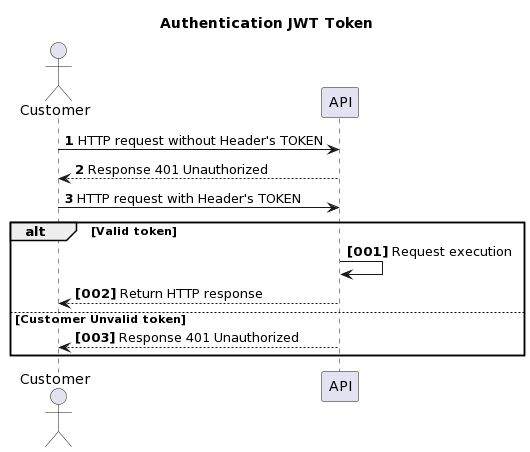 Authentication JWT Token
Customer
API
1 HTTP request without Header's TOKEN
2 Response 401 Unauthorized
3 HTTP request with Header's TOKEN
alt [Valid token]
[001] Request execution
[002] Return HTTP response
[Customer Unvalid token]
[003] Response 401 Unauthorized
Customer
API